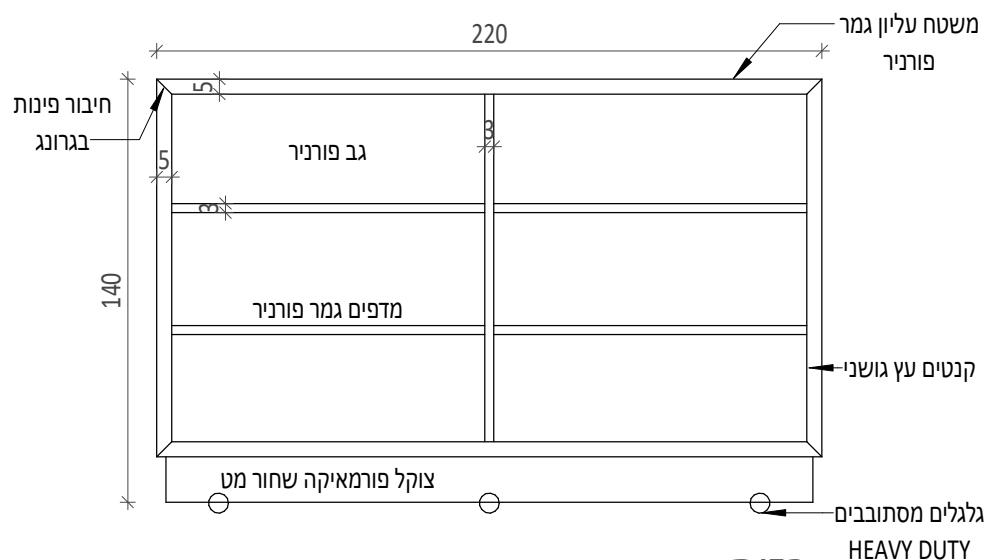 משטח עליון גמר
פורניר
220
חיבור פינות
בגרונג
5
3
5
גב פורניר
3
140
מדפים גמר פורניר
קנטים עץ גושני
צוקל פורמאיקה שחור מט
גלגלים מסתובבים
HEAVY DUTY